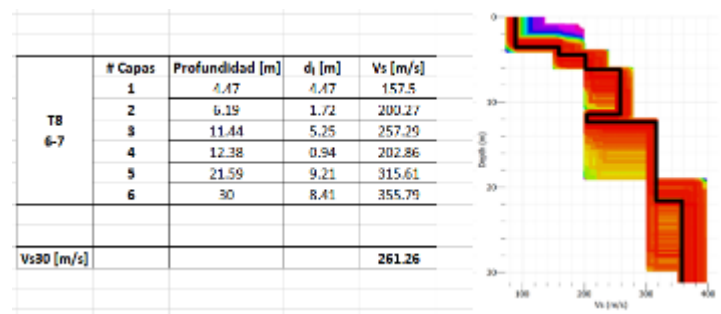 # Capas Profundidad [m] di [m] Vs [m/s]
TB 6-7
1 4.47 4.47 157.5
2 6.19 1.72 200.27
3 11.44 5.25 257.29
4 12.38 0.94 202.86
5 21.59 9.21 315.61
6 30 8.41 355.79
Vs30 [m/s] 261.26
0
10
Depth (m)
20
30
100 200 300 400
Vs (m/s)